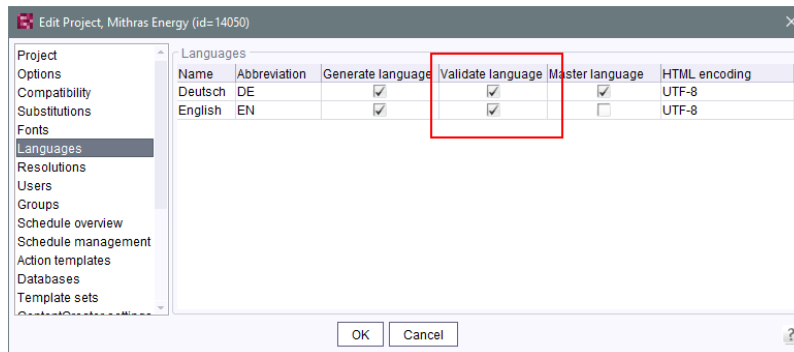 Edit Project, Mithras Energy (id=14050)
Project
Options
Compatibility
Substitutions
Fonts
Languages
Resolutions
Users
Groups
Schedule overview
Schedule management
Action templates
Databases
Template sets
Languages
Name Abbreviation Generate language Validate language Master language HTML encoding
Deutsch DE UTF-8
English EN UTF-8
OK Cancel
?